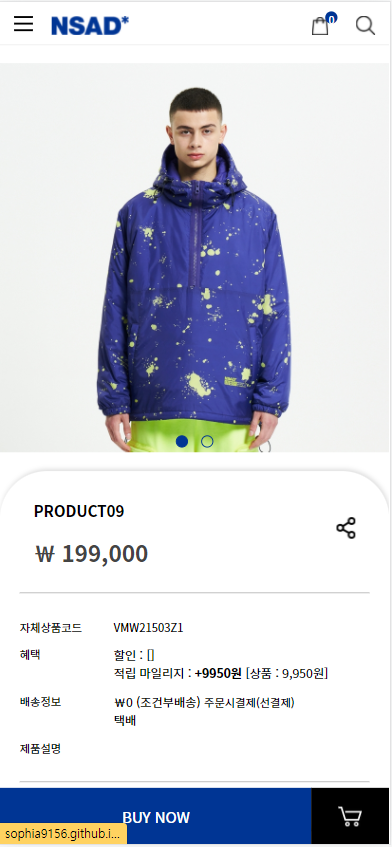 NSAD*
0
PRODUCT09
₩ 199,000
자체상품코드 VMW21503Z1
혜택 할인 : []
적립 마일리지 : +9950원 [상품 : 9,950원]
배송정보 ₩0 (조건부배송) 주문시결제(선결제)
택배
제품설명
BUY NOW
sophia9156.github.i...